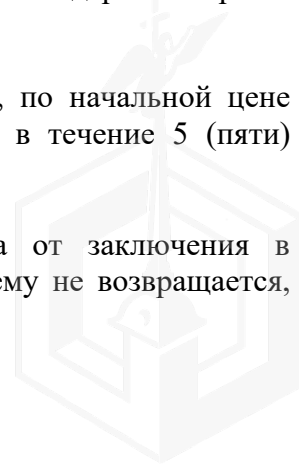 , по начальной цене
в течение 5 (пяти)
от заключения в
ему не возвращается,